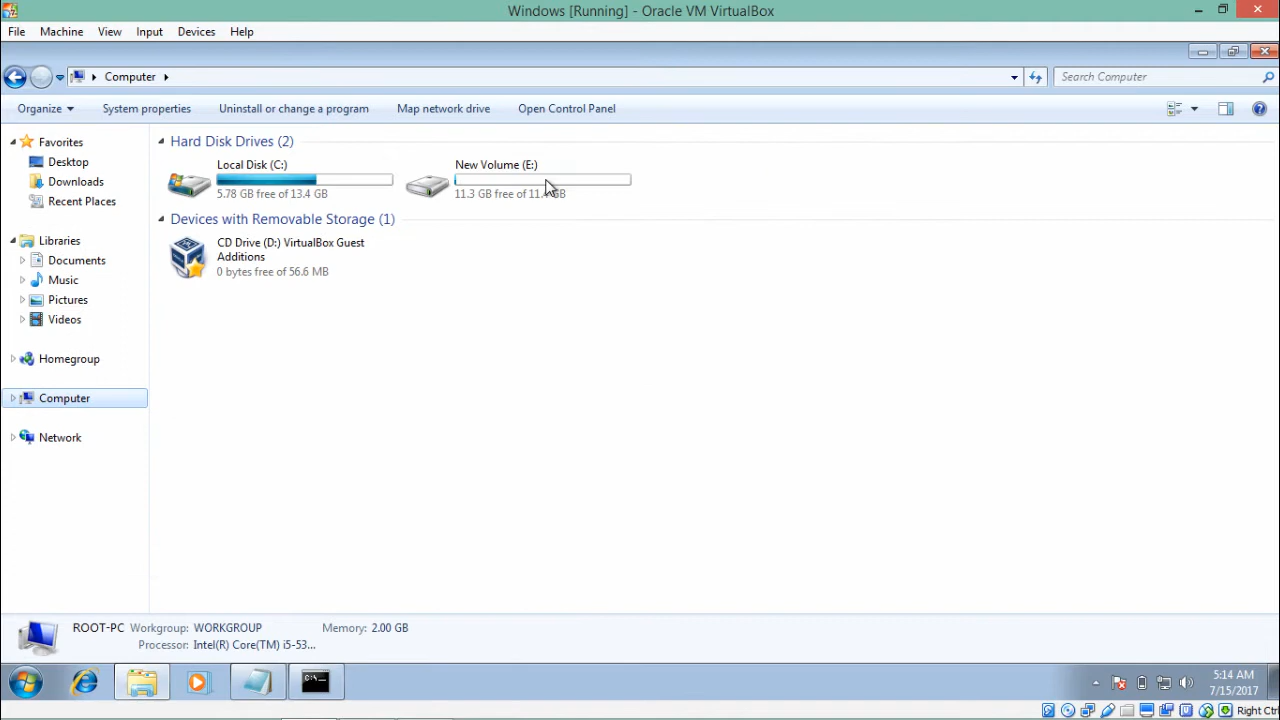 Windows [Running] - Oracle VM VirtualBox
File Machine View Input Devices Help
Computer
Search Computer
Organize System properties Uninstall or change a program Map network drive Open Control Panel
Favorites
Desktop
Downloads
Recent Places
Libraries
Documents
Music
Pictures
Videos
Homegroup
Computer
Network
Hard Disk Drives (2)
Local Disk (C:)
5.78 GB free of 13.4 GB
New Volume (E:)
11.3 GB free of GB
Devices with Removable Storage (1)
CD Drive (D:) VirtualBox Guest
Additions
0 bytes free of 56.6 MB
ROOT-PC Workgroup: WORKGROUP Memory: 2.00 GB
Processor: Intel(R) Core(TM) i5-53...
C:\_
5:14 AM
7/15/2017
Right Ctrl